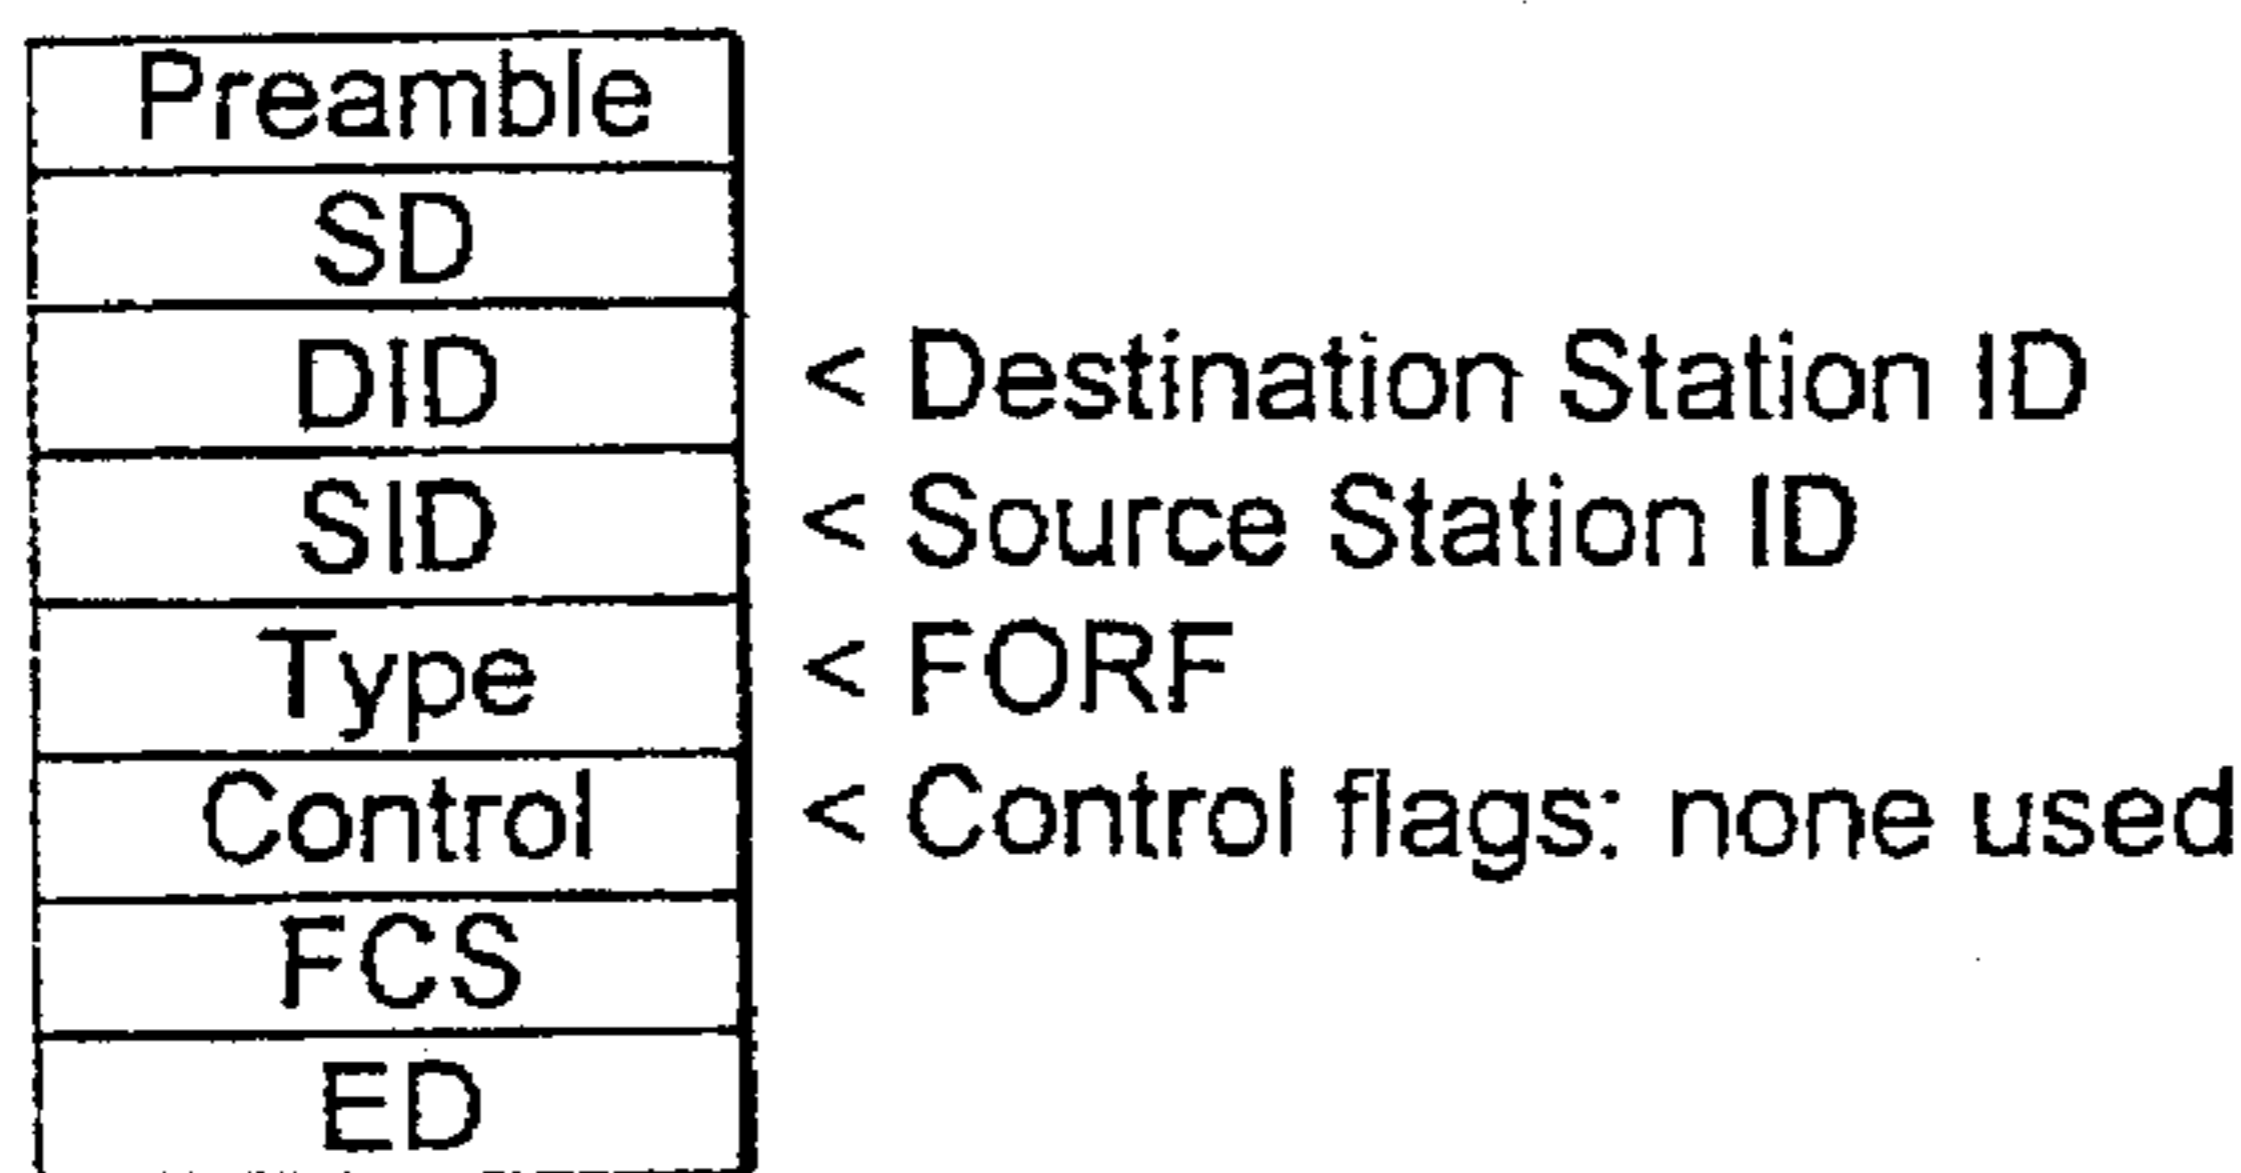 Preamble
SD
DID < Destination Station ID
SID < Source Station ID
Type < FORF
Control < Control flags: none used
FCS
ED